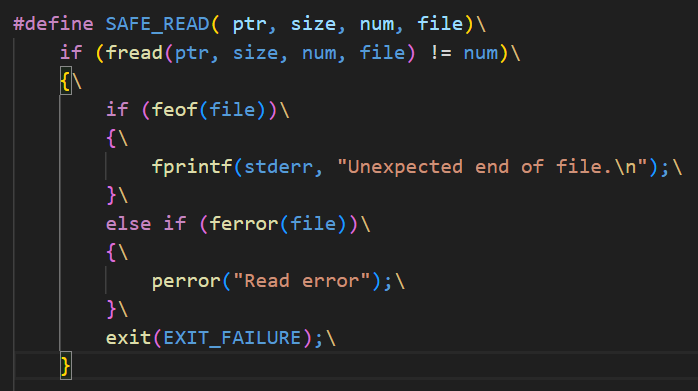 #define SAFE_READ( ptr, size, num, file)\
    if (fread(ptr, size, num, file) != num)\
    {\
        if (feof(file))\
        {\
            fprintf(stderr, "Unexpected end of file.\n");\
        }\
        else if (ferror(file))\
        {\
            perror("Read error");\
        }\
        exit(EXIT_FAILURE);\
    }